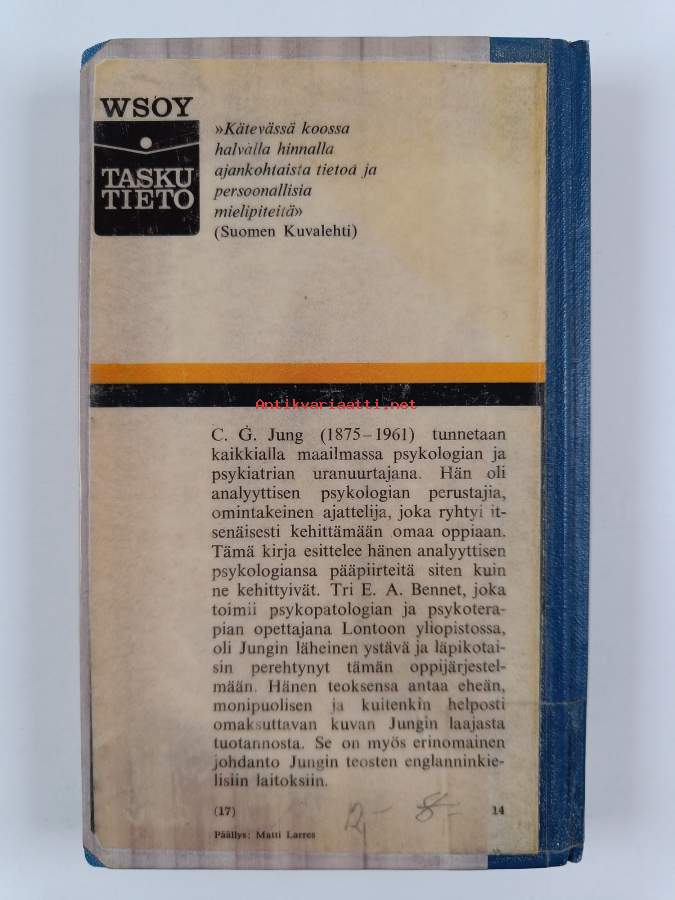 WSOY
TASKU
TIETO
»Kätevässä koossa
halvalla hinnalla
ajankohtaista tietoa ja
persoonallisia
mielipiteitä»
(Suomen Kuvalehti)
Antikvariaatti.net
C. G. Jung (1875–1961) tunnetaan
kaikkialla maailmassa psykologian ja
psykiatrian uranuurtajana. Hän oli
analyyttisen psykologian perustajia,
omintakeinen ajattelija, joka ryhtyi it-
senäisesti kehittämään omaa oppiaan.
Tämä kirja esittelee hänen analyyttisen
psykologiansa pääpiirteitä siten kuin
ne kehittyivät. Tri E. A. Bennet, joka
toimii psykopatologian ja psykotera-
pian opettajana Lontoon yliopistossa,
oli Jungin läheinen ystävä ja läpikotai-
sin perehtynyt tämän oppijärjestel-
mään. Hänen teoksensa antaa eheän,
monipuolisen ja kuitenkin helposti
omaksuttavan kuvan Jungin laajasta
tuotannosta. Se on myös erinomainen
johdanto Jungin teosten englanninkie-
lisiin laitoksiin.
(17) 12,- 8- 14
Päällys: Matti Larres